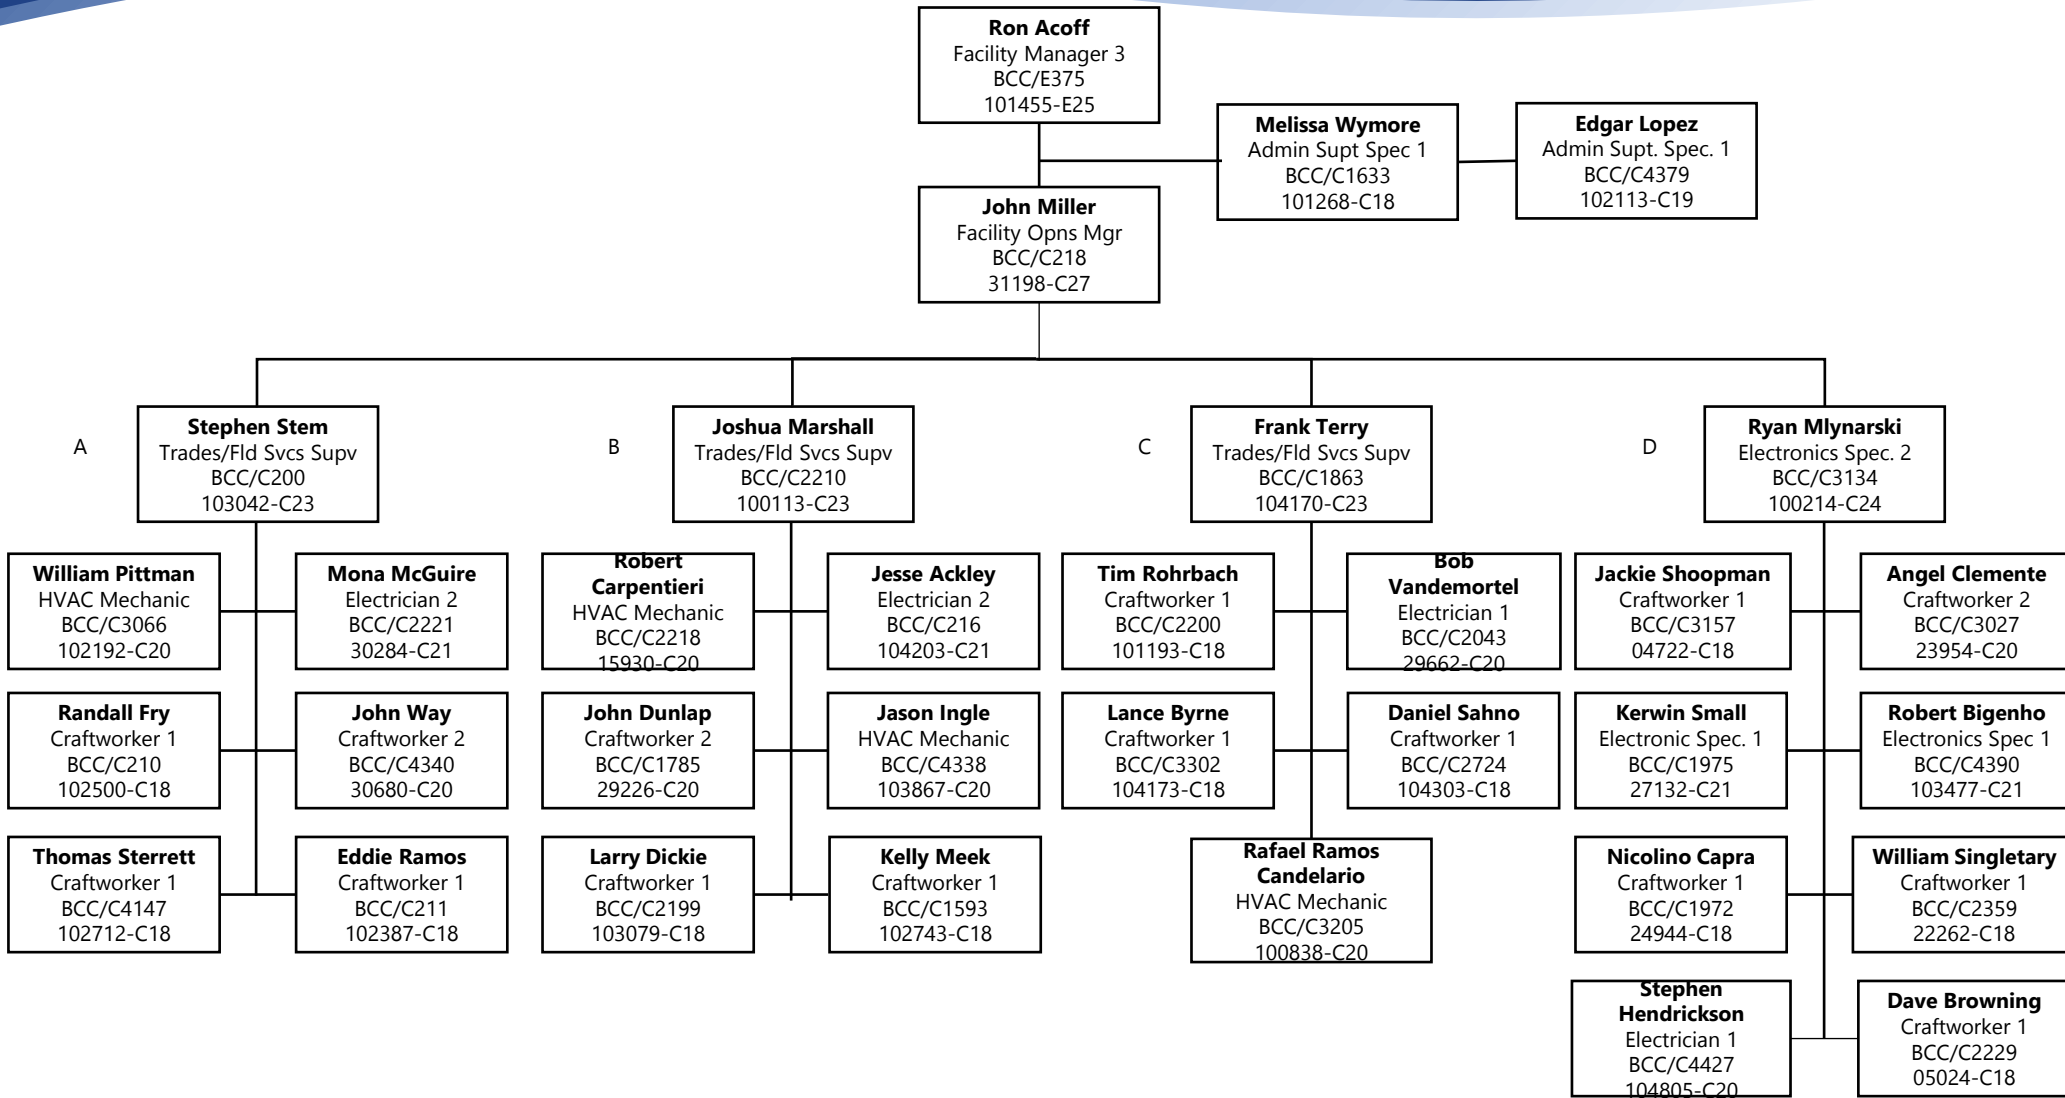 Ron Acoff
Facility Manager 3
BCC/E375
101455-E25
Melissa Wymore
Admin Supt Spec 1
BCC/C1633
101268-C18
Edgar Lopez
Admin Supt. Spec. 1
BCC/C4379
102113-C19
John Miller
Facility Opns Mgr
BCC/C218
31198-C27
A
Stephen Stem
Trades/Fld Svcs Supv
BCC/C200
103042-C23
B
Joshua Marshall
Trades/Fld Svcs Supv
BCC/C2210
100113-C23
C
Frank Terry
Trades/Fld Svcs Supv
BCC/C1863
104170-C23
D
Ryan Mlynarski
Electronics Spec. 2
BCC/C3134
100214-C24
William Pittman
HVAC Mechanic
BCC/C3066
102192-C20
Mona McGuire
Electrician 2
BCC/C2221
30284-C21
Robert
Carpentieri
HVAC Mechanic
BCC/C2218
15930-C20
Jesse Ackley
Electrician 2
BCC/C216
104203-C21
Tim Rohrbach
Craftworker 1
BCC/C2200
101193-C18
Bob
Vandemortel
Electrician 1
BCC/C2043
29662-C20
Jackie Shoopman
Craftworker 1
BCC/C3157
04722-C18
Angel Clemente
Craftworker 2
BCC/C3027
23954-C20
Randall Fry
Craftworker 1
BCC/C210
102500-C18
John Way
Craftworker 2
BCC/C4340
30680-C20
John Dunlap
Craftworker 2
BCC/C1785
29226-C20
Jason Ingle
HVAC Mechanic
BCC/C4338
103867-C20
Lance Byrne
Craftworker 1
BCC/C3302
104173-C18
Daniel Sahno
Craftworker 1
BCC/C2724
104303-C18
Kerwin Small
Electronic Spec. 1
BCC/C1975
27132-C21
Robert Bigenho
Electronics Spec 1
BCC/C4390
103477-C21
Thomas Sterrett
Craftworker 1
BCC/C4147
102712-C18
Eddie Ramos
Craftworker 1
BCC/C211
102387-C18
Larry Dickie
Craftworker 1
BCC/C2199
103079-C18
Kelly Meek
Craftworker 1
BCC/C1593
102743-C18
Rafael Ramos
Candelario
HVAC Mechanic
BCC/C3205
100838-C20
Nicolino Capra
Craftworker 1
BCC/C1972
24944-C18
William Singletary
Craftworker 1
BCC/C2359
22262-C18
Stephen
Hendrickson
Electrician 1
BCC/C4427
104805-C20
Dave Browning
Craftworker 1
BCC/C2229
05024-C18